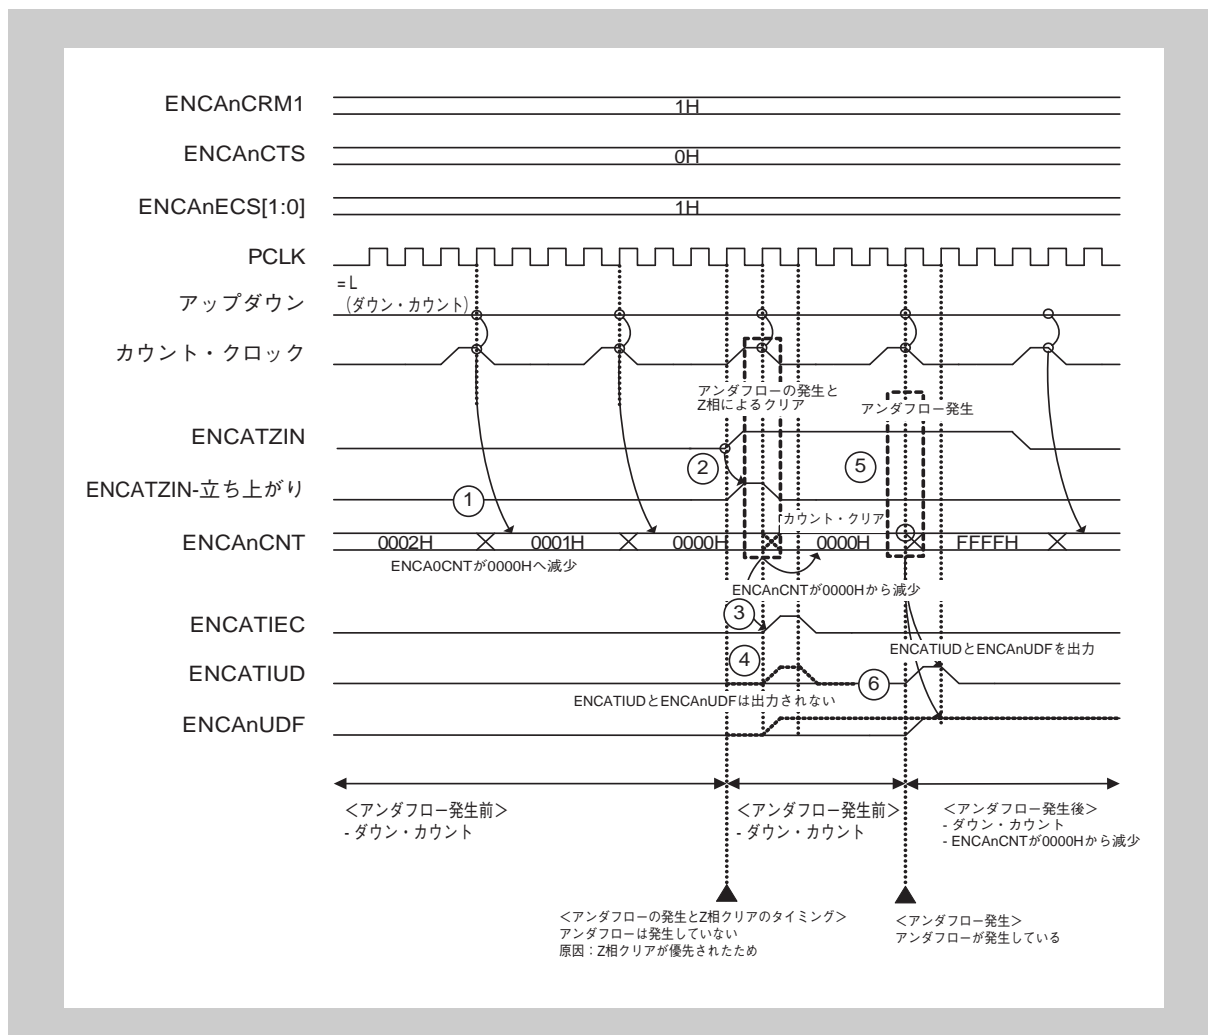 ENCAnCRM1
1H
ENCAnCTS
0H
ENCAnECS[1:0]
1H
PCLK
=L
アップダウン
(ダウン・カウント)
カウント・クロック
アンダフローの発生と
Z相によるクリア
アンダフロー発生
ENCATZIN
②
⑤
ENCATZIN-立ち上がり
①
カウント・クリア
ENCAnCNT
0002H
0001H
0000H
0000H
FFFFH
ENCA0CNTが0000Hへ減少
ENCAnCNTが0000Hから減少
③
ENCATIEC
ENCATIUDとENCAnUDFを出力
④
ENCATIUD
⑥
ENCATIUDとENCAnUDFは出力されない
ENCAnUDF
＜アンダフロー発生前＞
- ダウン・カウント
＜アンダフロー発生前＞
- ダウン・カウント
＜アンダフロー発生後＞
- ダウン・カウント
- ENCAnCNTが0000Hから減少
＜アンダフローの発生とZ相クリアのタイミング＞
アンダフローは発生していない
原因：Z相クリアが優先されたため
＜アンダフロー発生＞
アンダフローが発生している